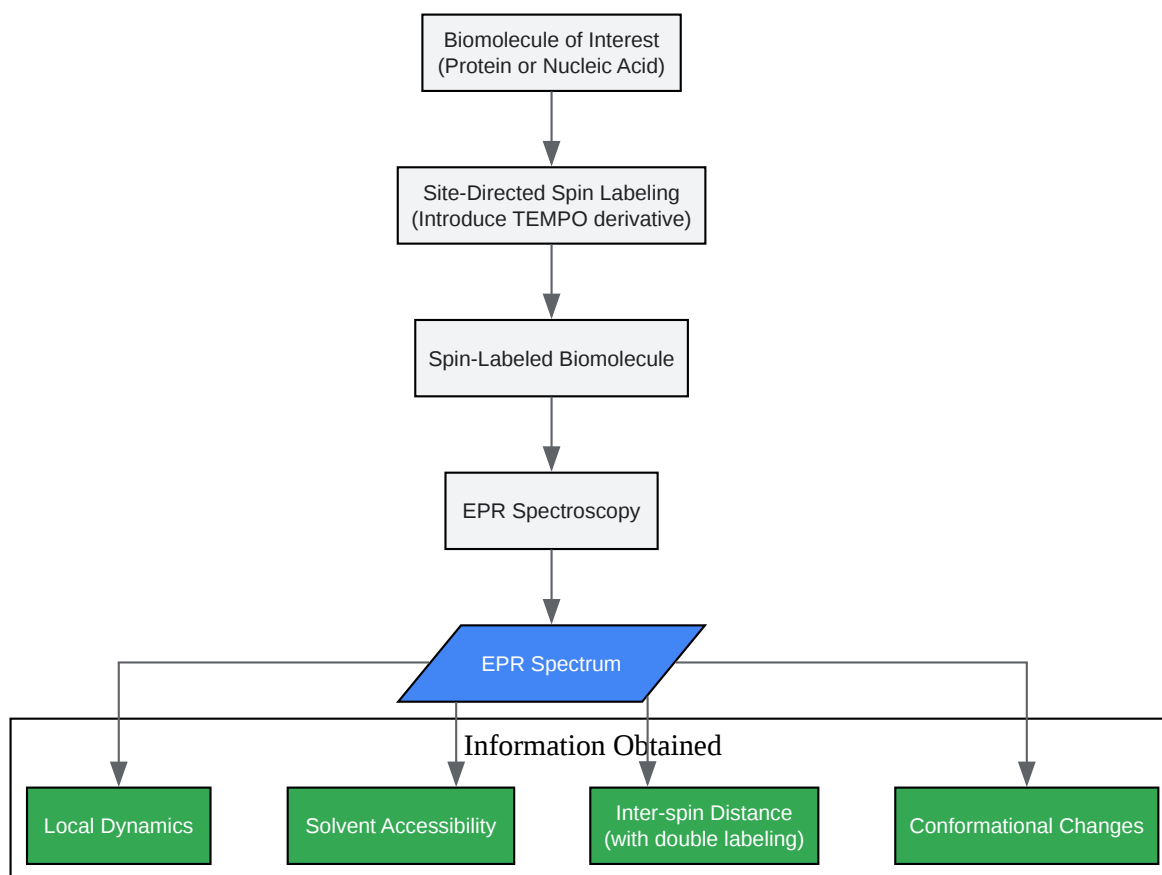 Biomolecule of Interest
(Protein or Nucleic Acid)
Site-Directed Spin Labeling
(Introduce TEMPO derivative)
Spin-Labeled Biomolecule
EPR Spectroscopy
EPR Spectrum
Information Obtained
Local Dynamics
Solvent Accessibility
Inter-spin Distance
(with double labeling)
Conformational Changes